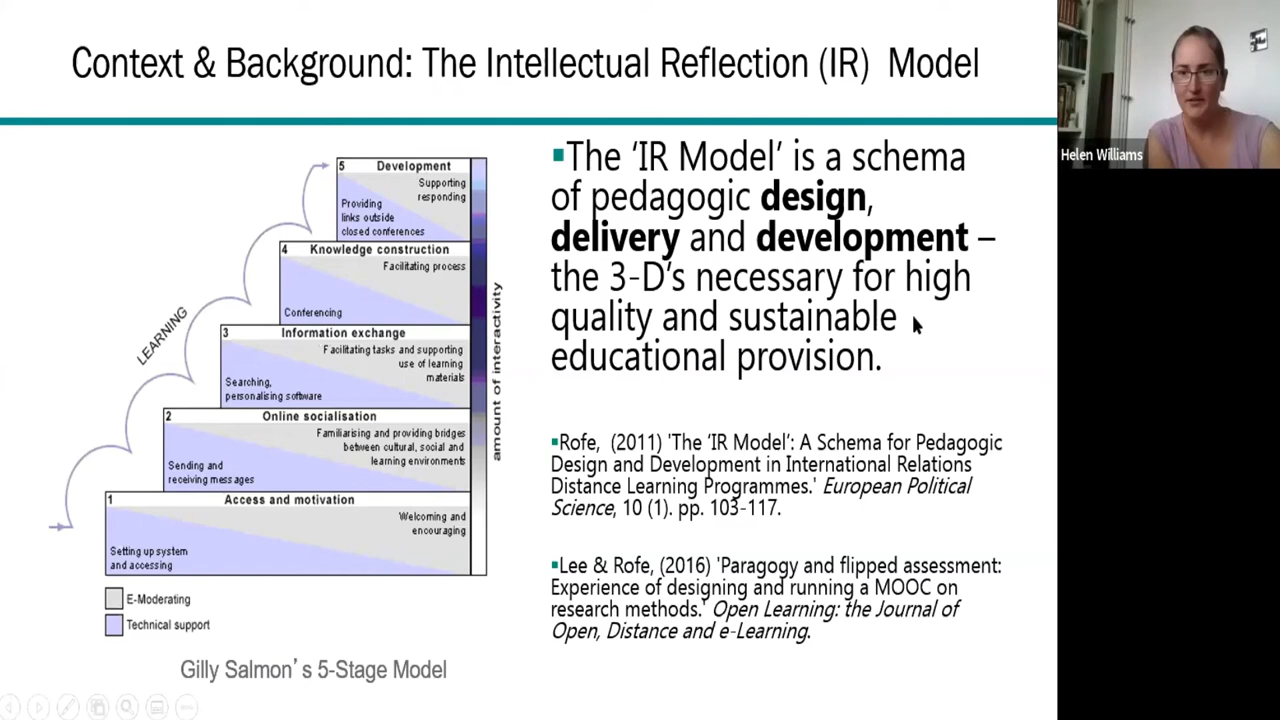 Context & Background: The Intellectual Reflection (IR) Model
5 Development
Supporting
responding
Providing
links outside
closed conferences
4 Knowledge construction
Facilitating process
Conferencing
3 Information exchange
Facilitating tasks and supporting
use of learning
materials
Searching,
personalising software
2 Online socialisation
Familiarising and providing bridges
between cultural, social and
learning environments
Sending and
receiving messages
1 Access and motivation
Welcoming and
encouraging
Setting up system
and accessing
LEARNING
amount of interactivity
E-Moderating
Technical support
Gilly Salmon's 5-Stage Model
▪The ‘IR Model’ is a schema
of pedagogic design,
delivery and development –
the 3-D’s necessary for high
quality and sustainable
educational provision.
▪Rofe, (2011) 'The ‘IR Model’: A Schema for Pedagogic
Design and Development in International Relations
Distance Learning Programmes.' European Political
Science, 10 (1). pp. 103-117.
▪Lee & Rofe, (2016) 'Paragogy and flipped assessment:
Experience of designing and running a MOOC on
research methods.' Open Learning: the Journal of
Open, Distance and e-Learning.
Helen Williams